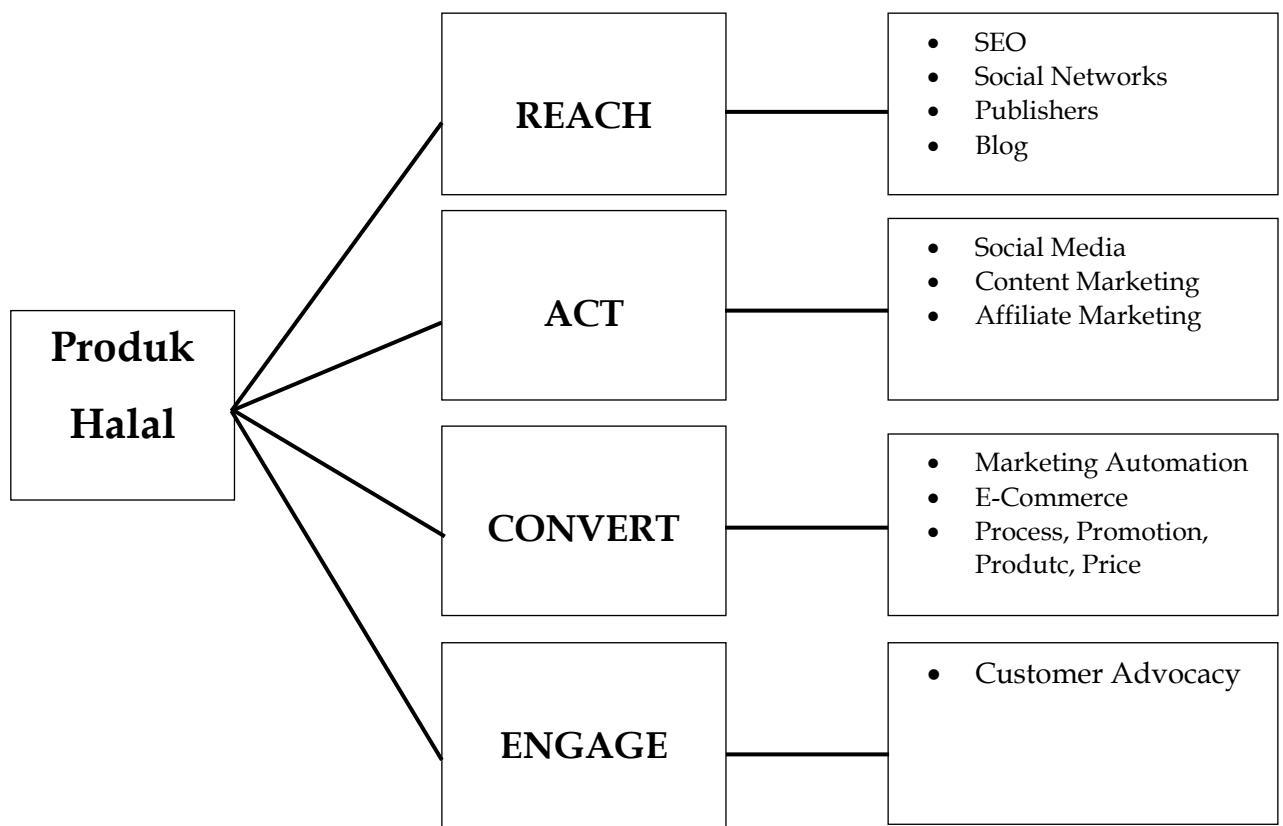 Produk
Halal
REACH
• SEO
• Social Networks
• Publishers
• Blog
ACT
• Social Media
• Content Marketing
• Affiliate Marketing
CONVERT
• Marketing Automation
• E-Commerce
• Process, Promotion,
Produtc, Price
ENGAGE
• Customer Advocacy